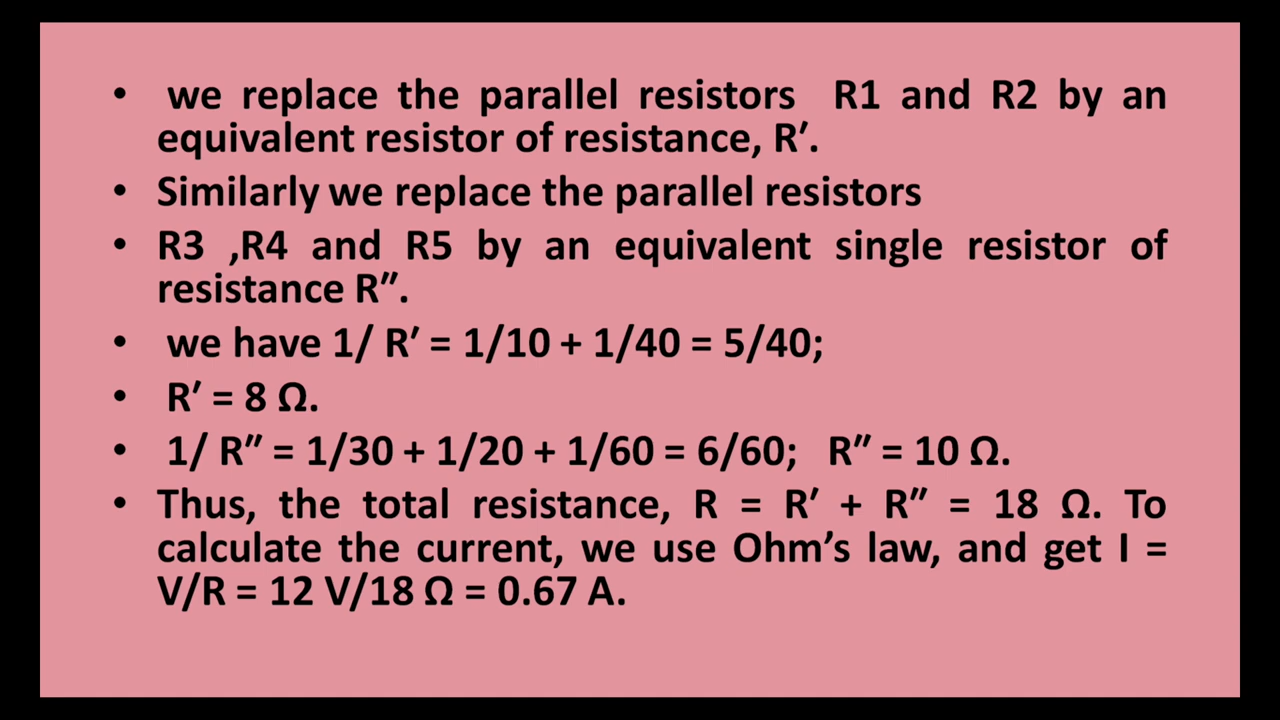 • we replace the parallel resistors R1 and R2 by an
equivalent resistor of resistance, R′.
• Similarly we replace the parallel resistors
• R3 ,R4 and R5 by an equivalent single resistor of
resistance R″.
• we have 1/ R′ = 1/10 + 1/40 = 5/40;
• R′ = 8 Ω.
• 1/ R″ = 1/30 + 1/20 + 1/60 = 6/60; R″ = 10 Ω.
• Thus, the total resistance, R = R′ + R″ = 18 Ω. To
calculate the current, we use Ohm’s law, and get I =
V/R = 12 V/18 Ω = 0.67 A.